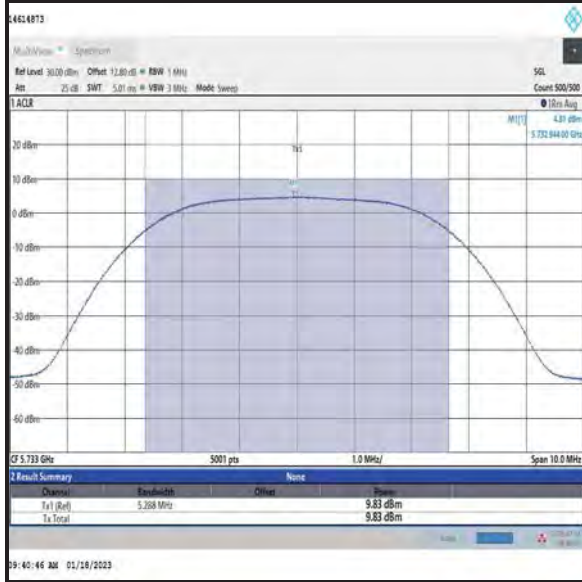 14614873
MultiView Spectrum
Ref Level 30.00 dBm Offset 12.80 dB RBW 1 MHz SGL
Att 25 dB SWT 5.01 ms VBW 3 MHz Mode Sweep Count 500/500
1 ACLR 1Rm Avg
M1[1] 4.81 dBm
5.732 944 00 GHz
20 dBm
Tx1
10 dBm
M1
0 dBm
-10 dBm
-20 dBm
-30 dBm
-40 dBm
-50 dBm
-60 dBm
CF 5.733 GHz 5001 pts 1.0 MHz/ Span 10.0 MHz
2 Result Summary None
Channel Bandwidth Offset Power
Tx1 (Ref) 5.288 MHz 9.83 dBm
Tx Total 9.83 dBm
09:40:46 AM 01/18/2023